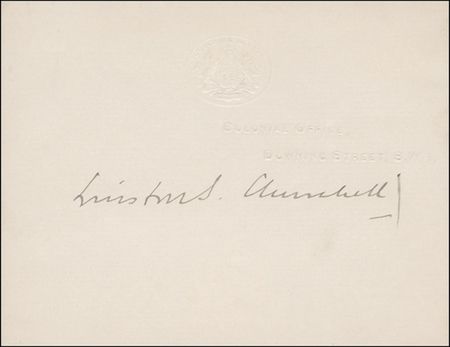 COLONIAL OFFICE,
DOWNING STREET, S.W.1.
Winston S. Churchill